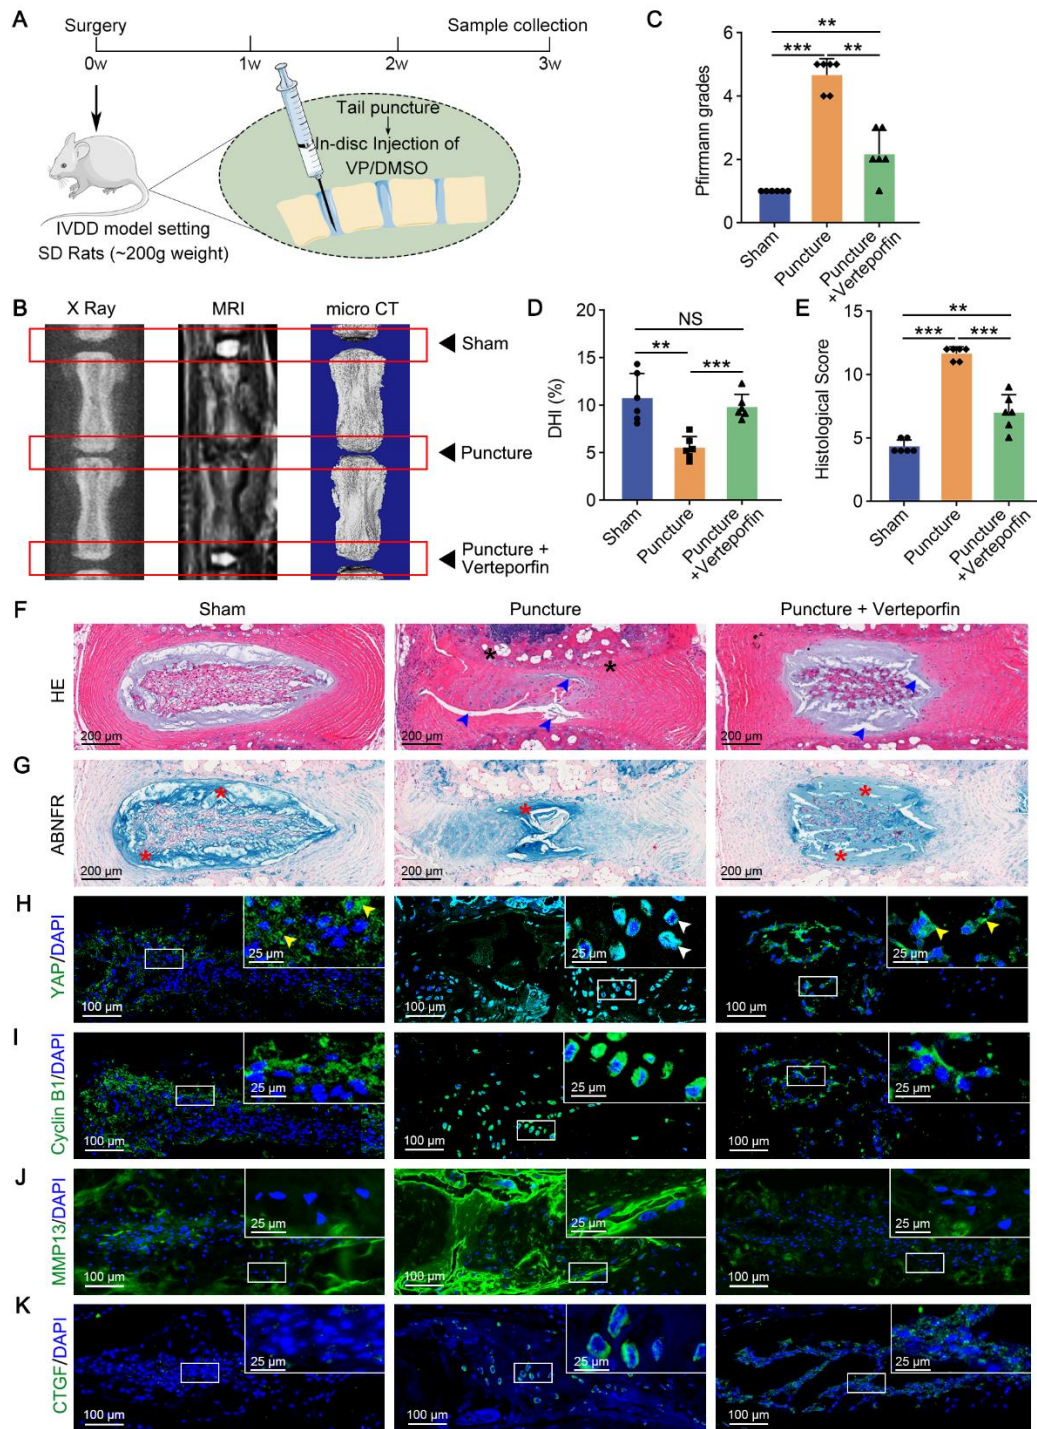 A
Surgery
Sample collection
0w
1w
2w
3w
Tail puncture
In-disc Injection of
VP/DMSO
IVDD model setting
SD Rats (~200g weight)
C
Pfirrmann grades
6
4
2
0
**
***
**
Sham
Puncture
Puncture
+Verteporfin
B
X Ray
MRI
micro CT
Sham
Puncture
Puncture +
Verteporfin
D
DHI (%)
20
15
10
5
0
NS
**
***
Sham
Puncture
Puncture
+Verteporfin
E
Histological Score
15
10
5
0
**
***
***
Sham
Puncture
Puncture
+Verteporfin
Sham
Puncture
Puncture + Verteporfin
F
HE
200 µm
*
*
200 µm
200 µm
G
ABNFR
*
*
200 µm
*
200 µm
*
*
200 µm
H
YAP/DAPI
25 µm
100 µm
25 µm
100 µm
25 µm
100 µm
I
Cyclin B1/DAPI
25 µm
100 µm
25 µm
100 µm
25 µm
100 µm
J
MMP13/DAPI
25 µm
100 µm
25 µm
100 µm
25 µm
100 µm
K
CTGF/DAPI
25 µm
100 µm
25 µm
100 µm
25 µm
100 µm